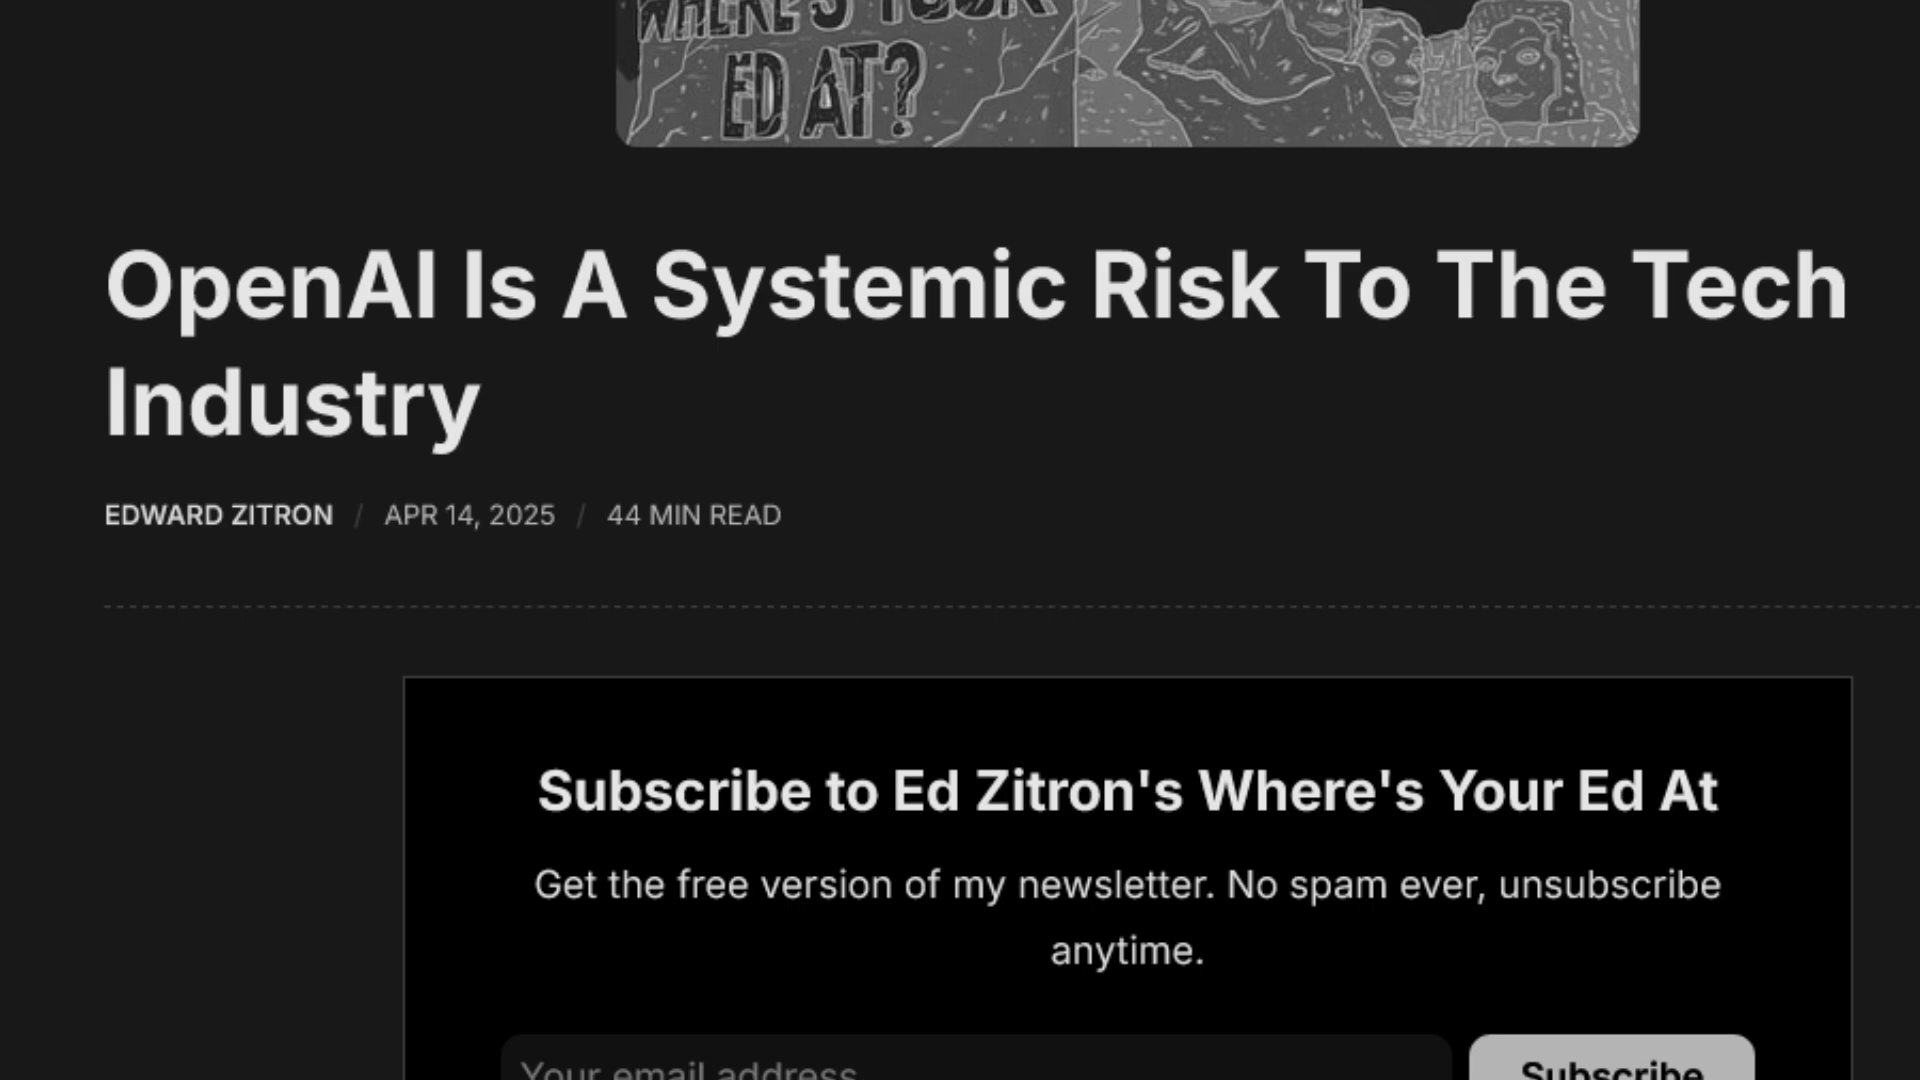 WHERE'S YOUR
ED AT?
OpenAI Is A Systemic Risk To The Tech
Industry
EDWARD ZITRON / APR 14, 2025 / 44 MIN READ
Subscribe to Ed Zitron's Where's Your Ed At
Get the free version of my newsletter. No spam ever, unsubscribe
anytime.
Your email address
Subscribe